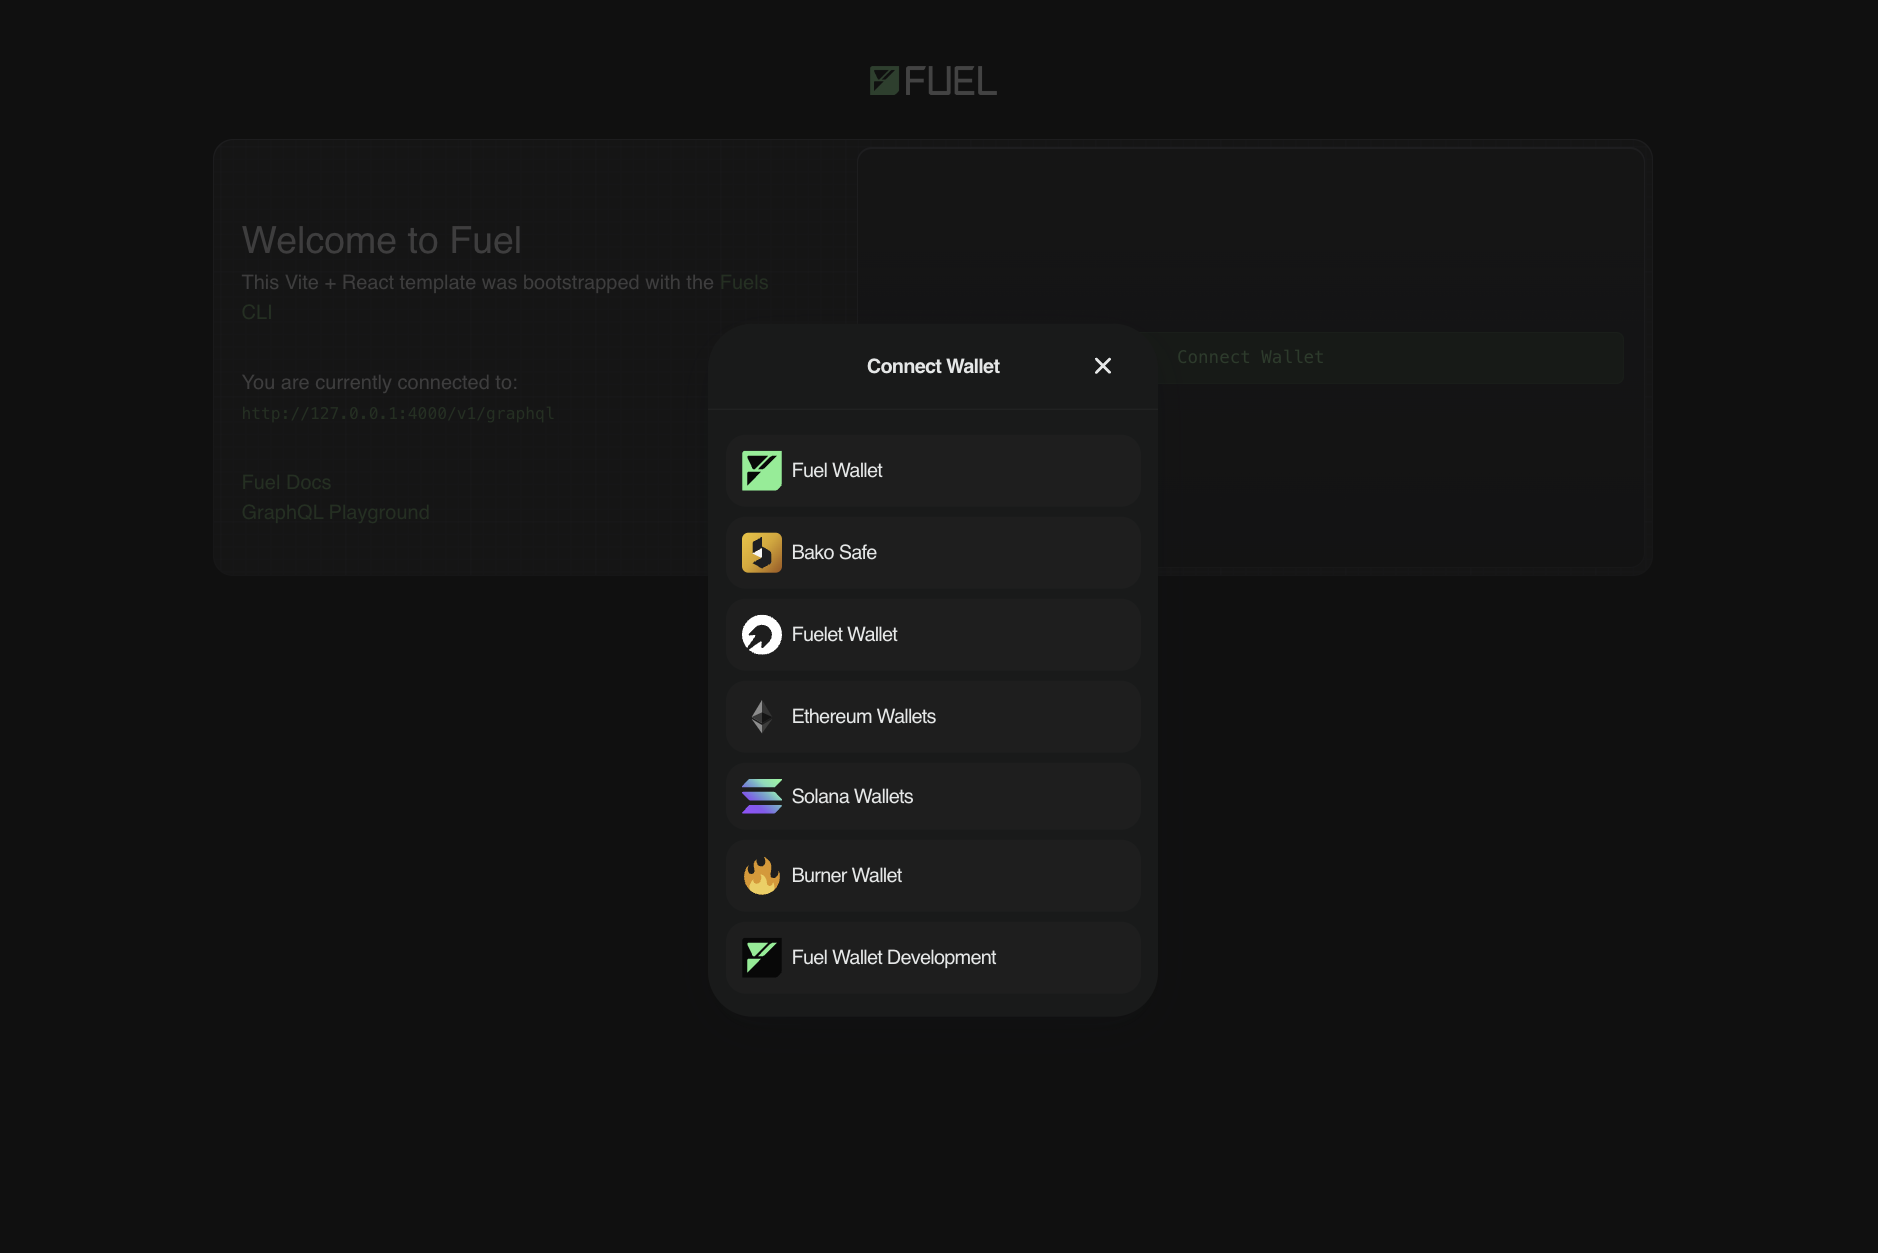 FUEL
Welcome to Fuel
This Vite + React template was bootstrapped with the Fuels
CLI
You are currently connected to:
http://127.0.0.1:4000/v1/graphql
Fuel Docs
GraphQL Playground
Connect Wallet
Connect Wallet
Fuel Wallet
Bako Safe
Fuelet Wallet
Ethereum Wallets
Solana Wallets
Burner Wallet
Fuel Wallet Development